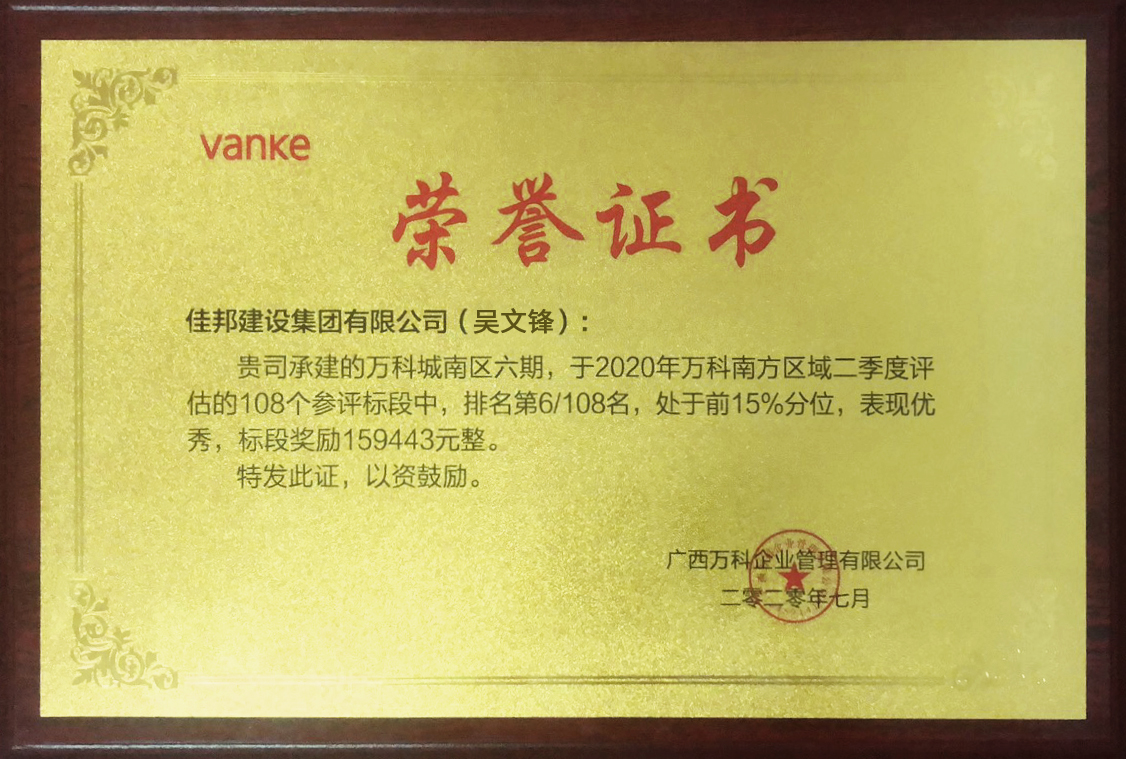 vanke
荣誉证书
佳邦建设集团有限公司（吴文锋）：
贵司承建的万科城南区六期，于2020年万科南方区域二季度评
估的108个参评标段中，排名第6/108名，处于前15%分位，表现优
秀，标段奖励159443元整。
特发此证，以资鼓励。
广西万科企业管理有限公司
二零二零年七月